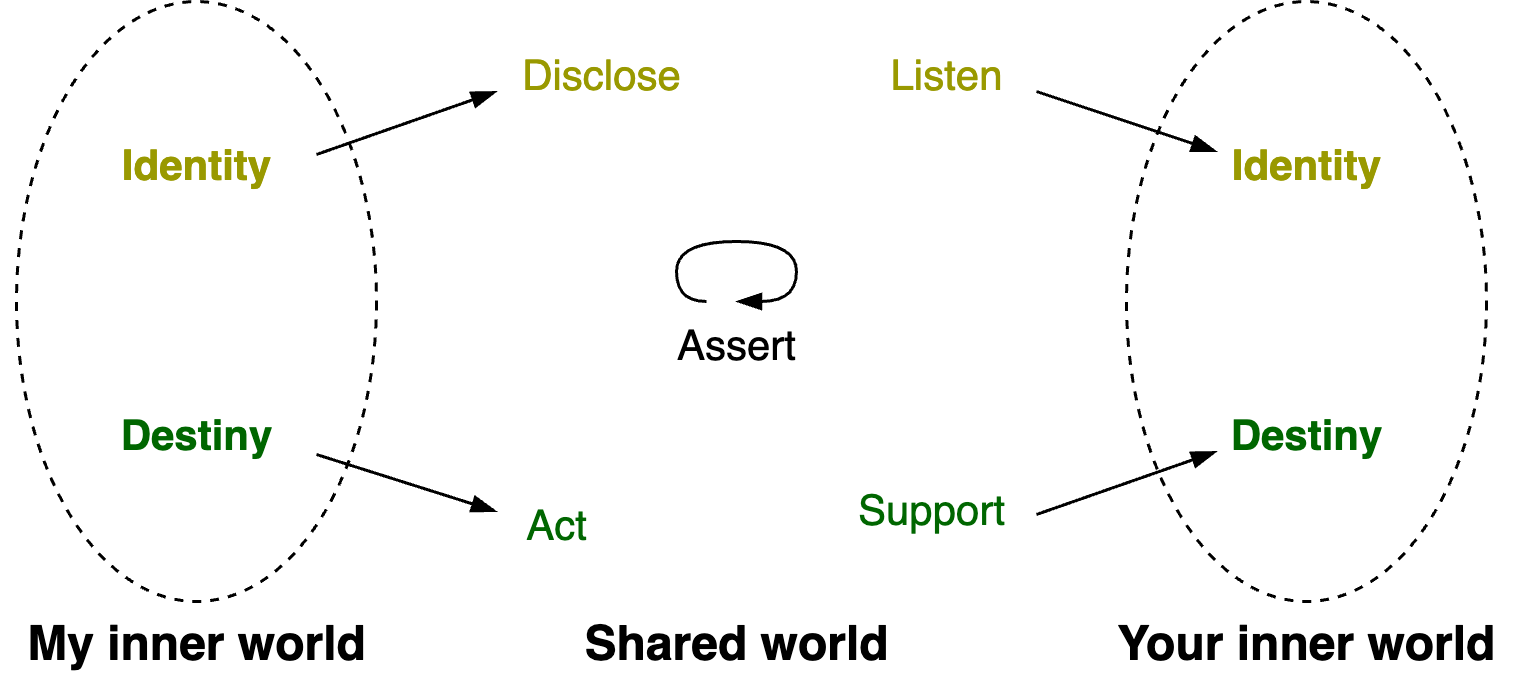 Disclose
Listen
Identity
Identity
Assert
Destiny
Destiny
Act
Support
My inner world
Shared world
Your inner world